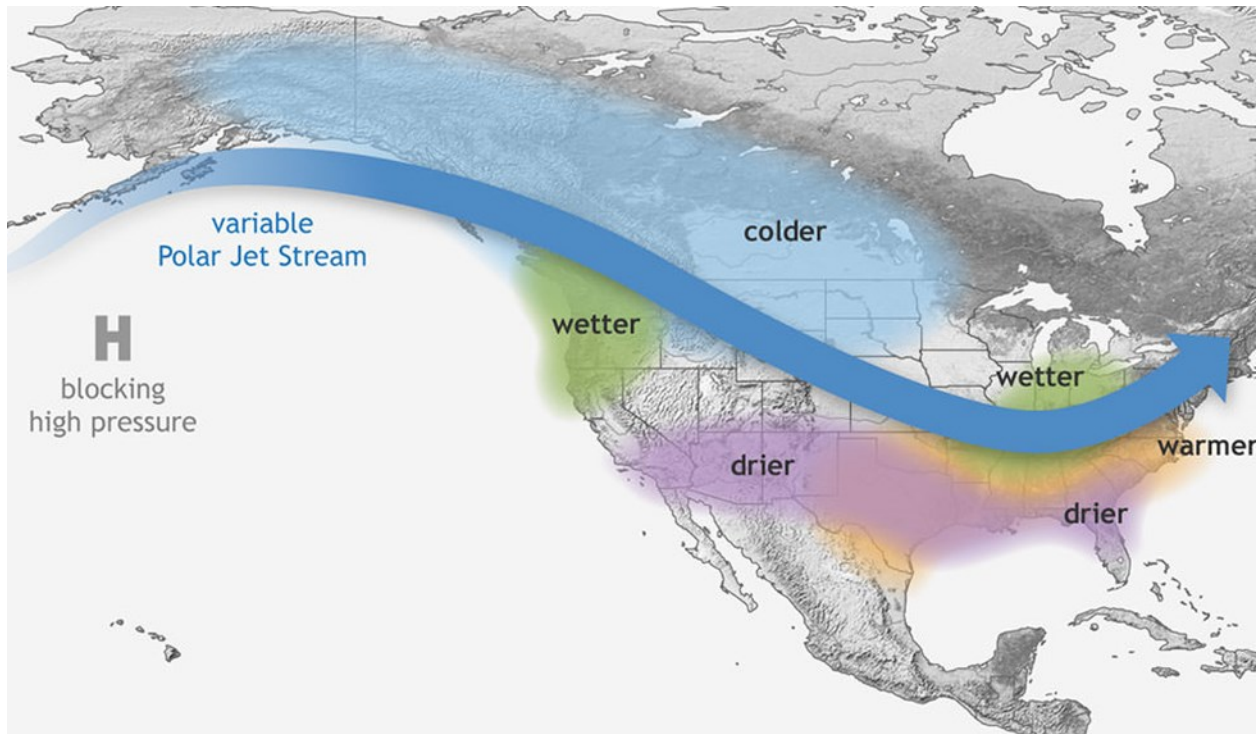 variable
Polar Jet Stream
colder
H
wetter
blocking
high pressure
wetter
warmer
drier
drier